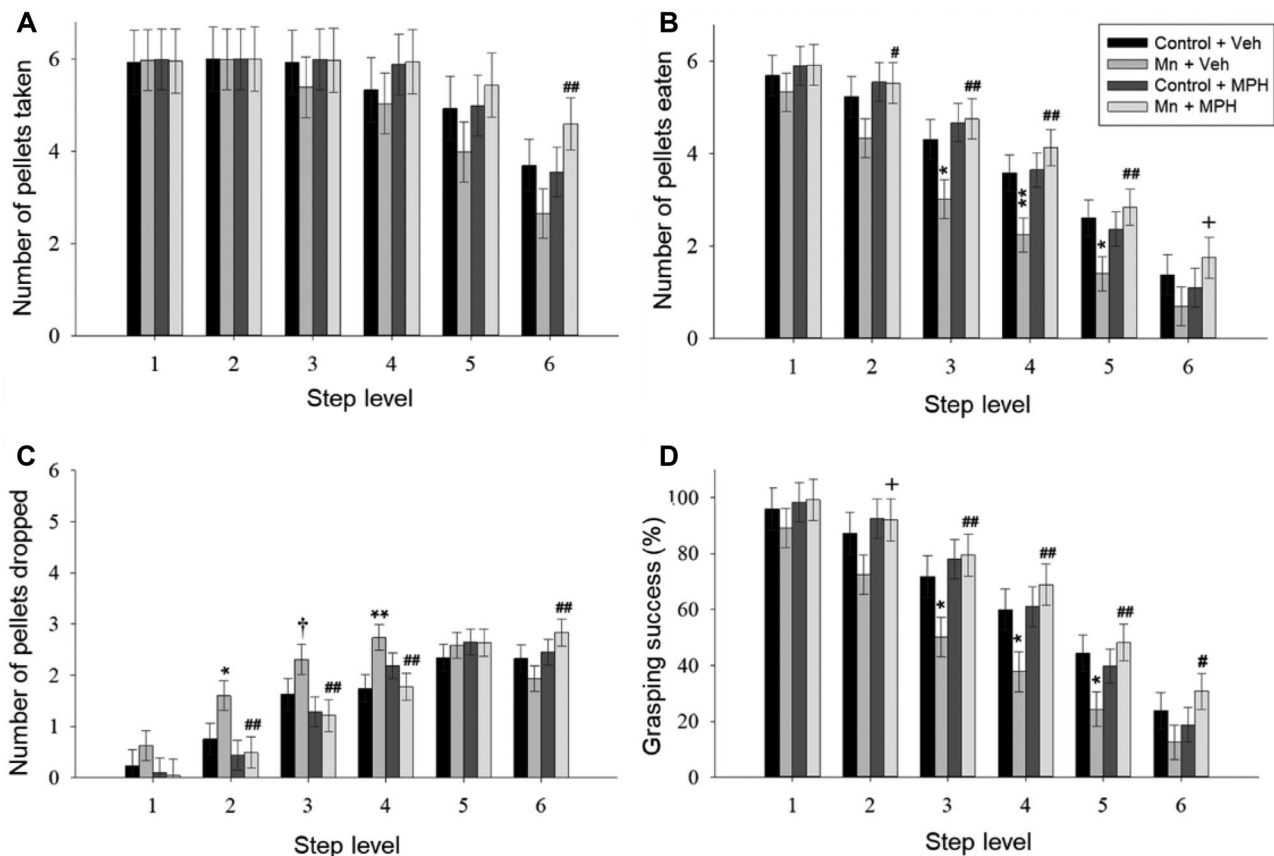 A
Number of pellets taken
6
4
2
0
##
1 2 3 4 5 6
Step level
B
Number of pellets eaten
6
4
2
0
Control + Veh
Mn + Veh
Control + MPH
Mn + MPH
#
##
##
##
+
*
**
*
1 2 3 4 5 6
Step level
C
Number of pellets dropped
6
5
4
3
2
1
0
*
##
†
##
**
##
##
1 2 3 4 5 6
Step level
D
Grasping success (%)
100
80
60
40
20
0
+
*
##
*
##
*
##
#
1 2 3 4 5 6
Step level